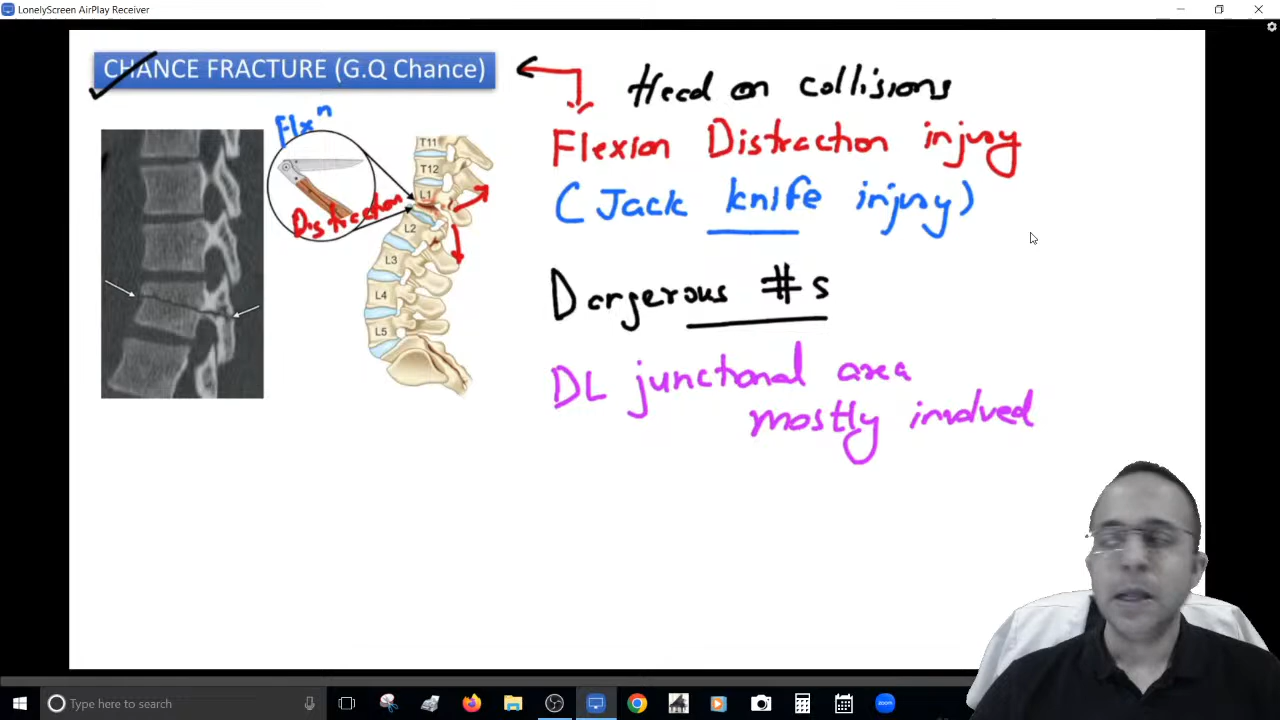 LonelyScreen AirPlay Receiver
CHANCE FRACTURE (G.Q Chance)
Head on collisions
Flexion Distraction injury
(Jack knife injury)
Flxⁿ
Distraction
T11
T12
L1
L2
L3
L4
L5
Dangerous #s
DL junctional area
mostly involved
Type here to search
zoom